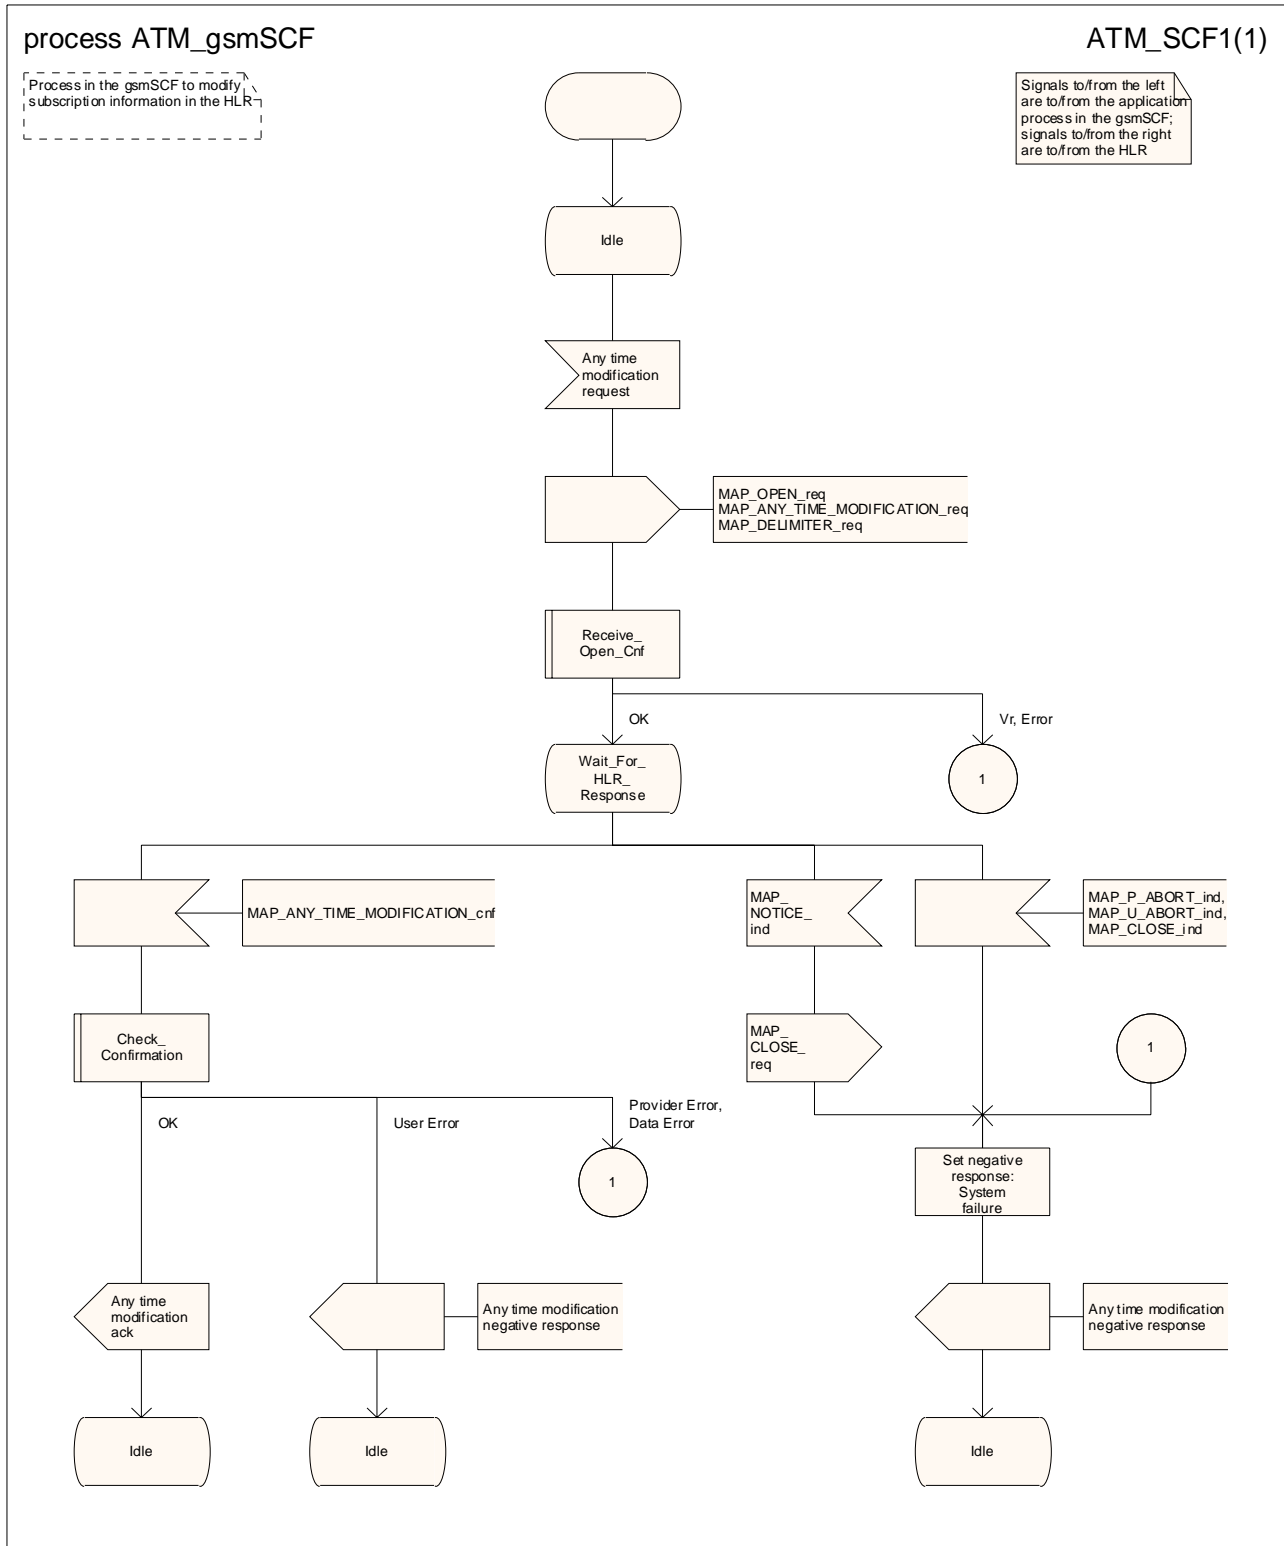 process ATM_gsmSCF
ATM_SCF1(1)
Process in the gsmSCF to modify
subscription information in the HLR
Signals to/from the left
are to/from the application
process in the gsmSCF;
signals to/from the right
are to/from the HLR
Idle
Any time
modification
request
MAP_OPEN_req
MAP_ANY_TIME_MODIFICATION_req
MAP_DELIMITER_req
Receive_
Open_Cnf
OK
Vr, Error
Wait_For_
HLR_
Response
1
MAP_ANY_TIME_MODIFICATION_cnf
MAP_
NOTICE_
ind
MAP_P_ABORT_ind,
MAP_U_ABORT_ind,
MAP_CLOSE_ind
Check_
Confirmation
MAP_
CLOSE_
req
1
OK
User Error
Provider Error,
Data Error
1
Set negative
response:
System
failure
Any time
modification
ack
Any time modification
negative response
Any time modification
negative response
Idle
Idle
Idle